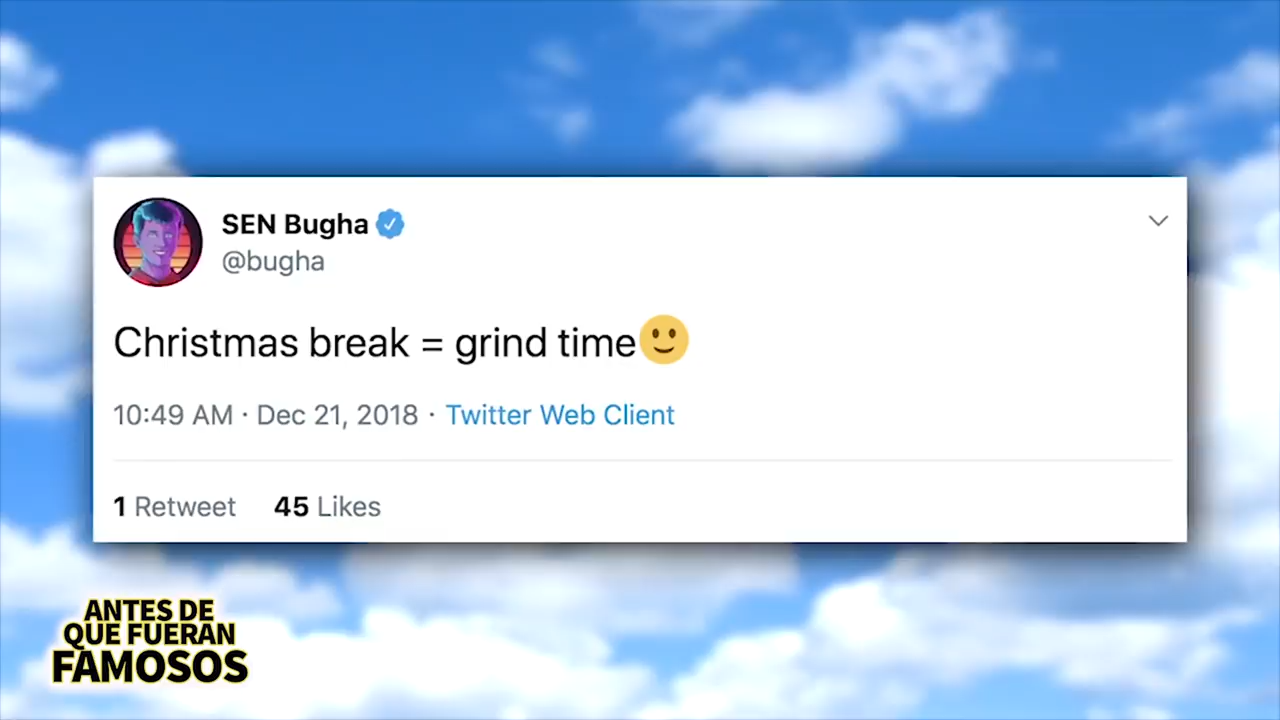 SEN Bugha
@bugha
Christmas break = grind time🙂
10:49 AM · Dec 21, 2018 · Twitter Web Client
1 Retweet 45 Likes
ANTES DE
QUE FUERAN
FAMOSOS